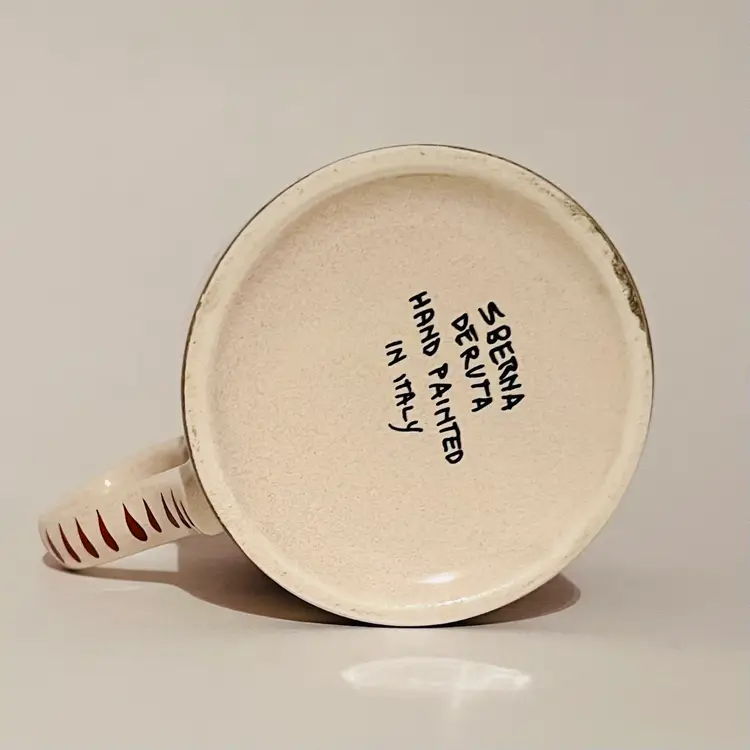 SBERNA
DERUTA
HAND PAINTED
IN ITALY